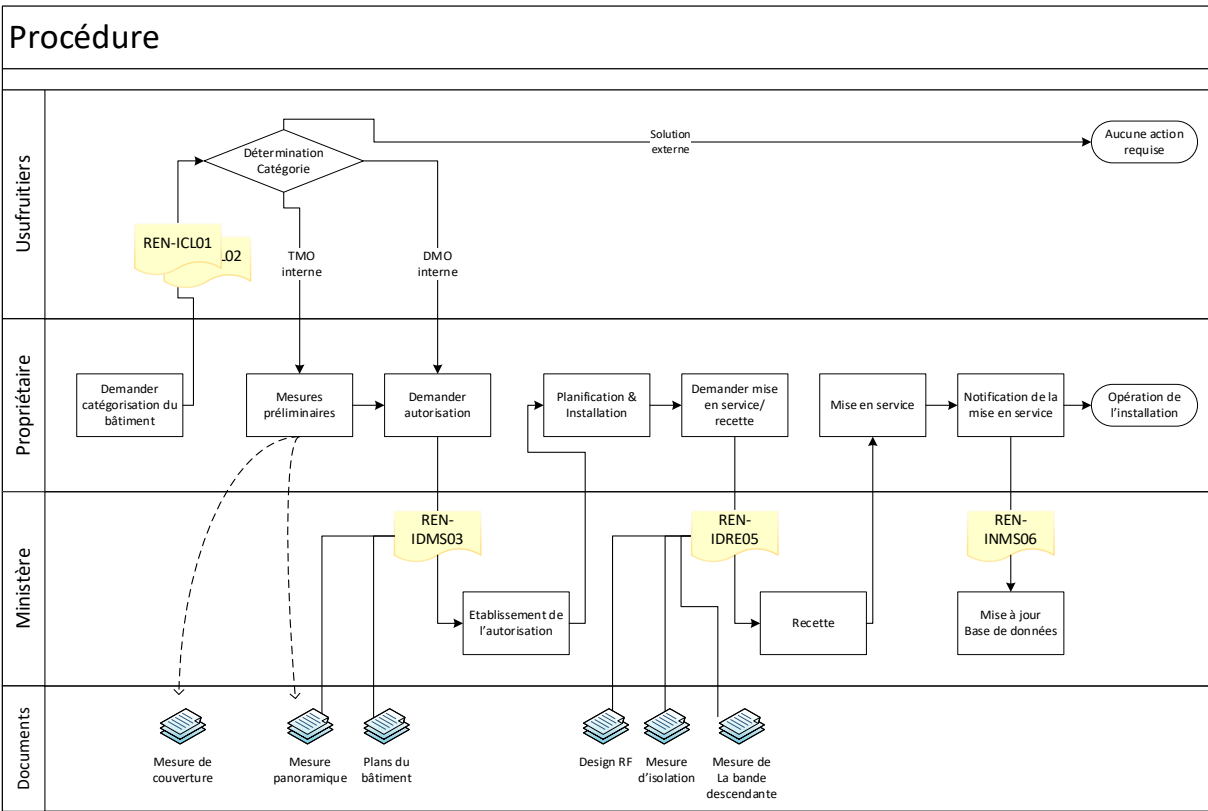 Procédure
Usufruitiers
Détermination
Catégorie
Solution
externe
Aucune action
requise
REN-ICL01
L02
TMO
interne
DMO
interne
Propriétaire
Demander
catégorisation du
bâtiment
Mesures
préliminaires
Demander
autorisation
Planification &
Installation
Demander mise
en service/
recette
Mise en service
Notification de la
mise en service
Opération de
l'installation
Ministère
REN-
IDMS03
REN-
IDRE05
REN-
INMS06
Etablissement de
l'autorisation
Recette
Mise à jour
Base de données
Documents
Mesure de
couverture
Mesure
panoramique
Plans du
bâtiment
Design RF
Mesure
d'isolation
Mesure de
La bande
descendante